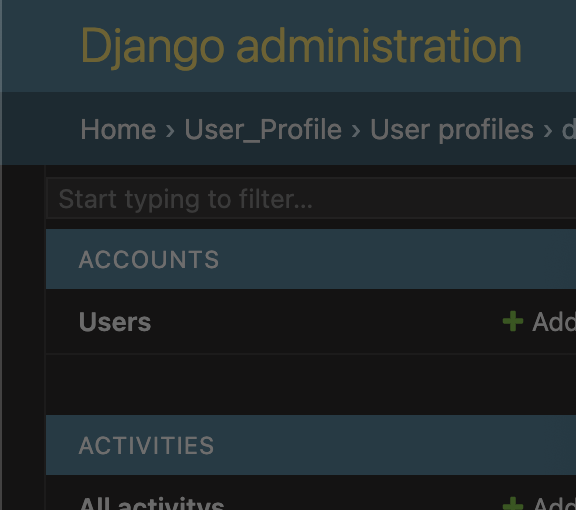 Django administration
Home › User_Profile › User profiles › d
Start typing to filter...
ACCOUNTS
Users + Add
ACTIVITIES
All activitys + Add